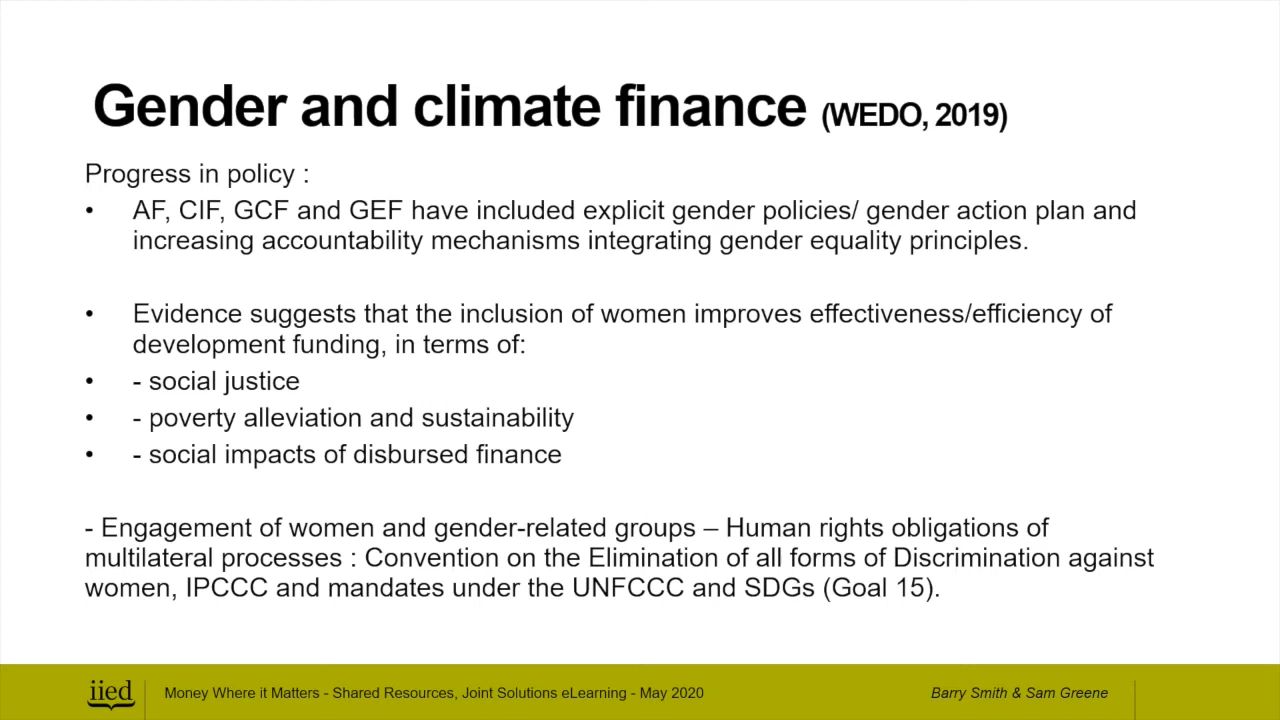 Gender and climate finance (WEDO, 2019)
Progress in policy :
• AF, CIF, GCF and GEF have included explicit gender policies/ gender action plan and
increasing accountability mechanisms integrating gender equality principles.
• Evidence suggests that the inclusion of women improves effectiveness/efficiency of
development funding, in terms of:
• - social justice
• - poverty alleviation and sustainability
• - social impacts of disbursed finance
- Engagement of women and gender-related groups – Human rights obligations of
multilateral processes : Convention on the Elimination of all forms of Discrimination against
women, IPCCC and mandates under the UNFCCC and SDGs (Goal 15).
iied Money Where it Matters - Shared Resources, Joint Solutions eLearning - May 2020 Barry Smith & Sam Greene